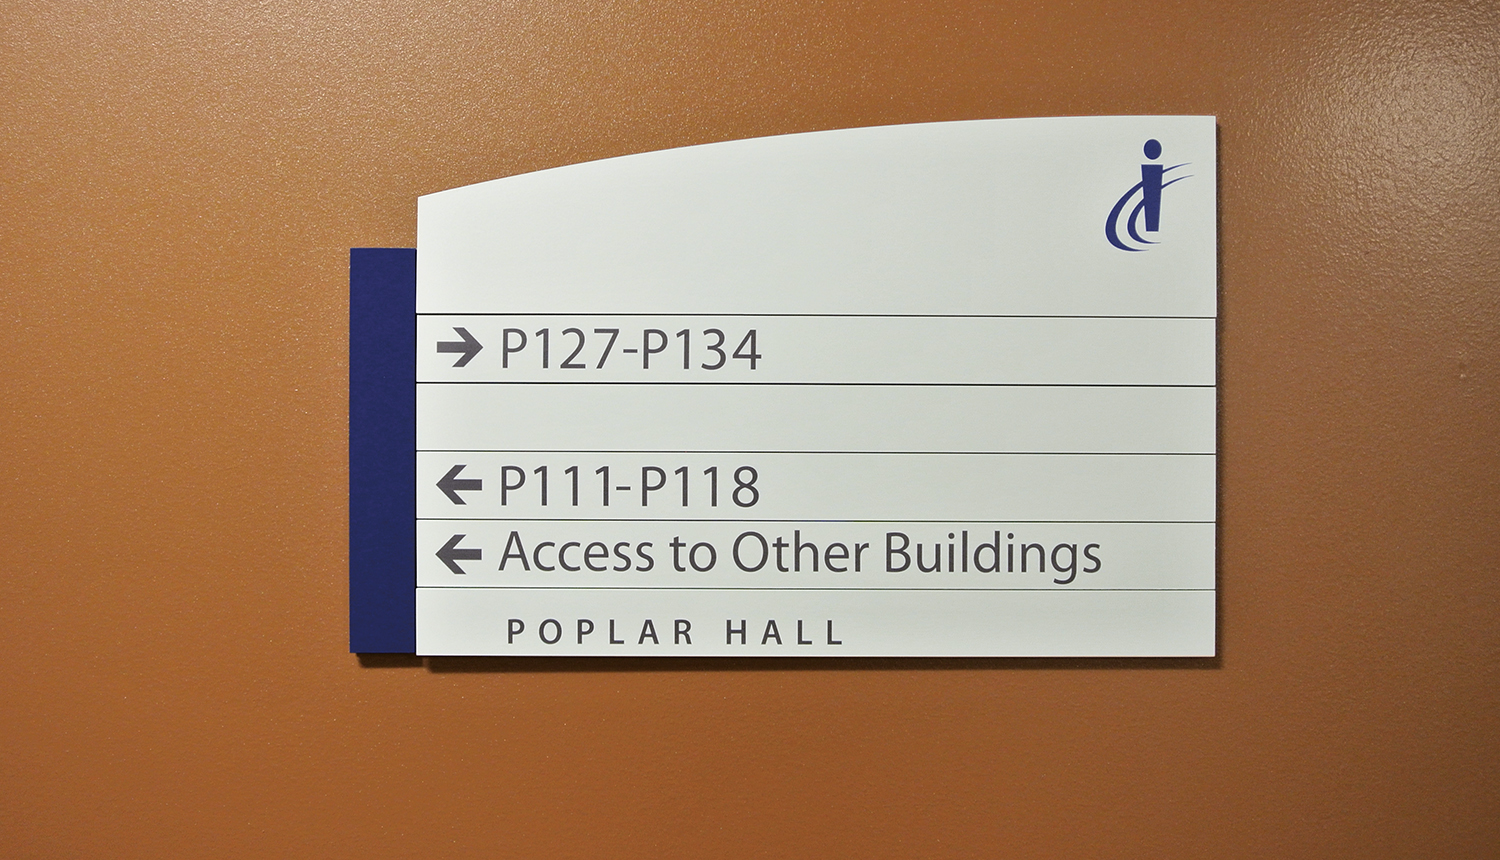 → P127-P134
← P111-P118
← Access to Other Buildings
POPLAR HALL